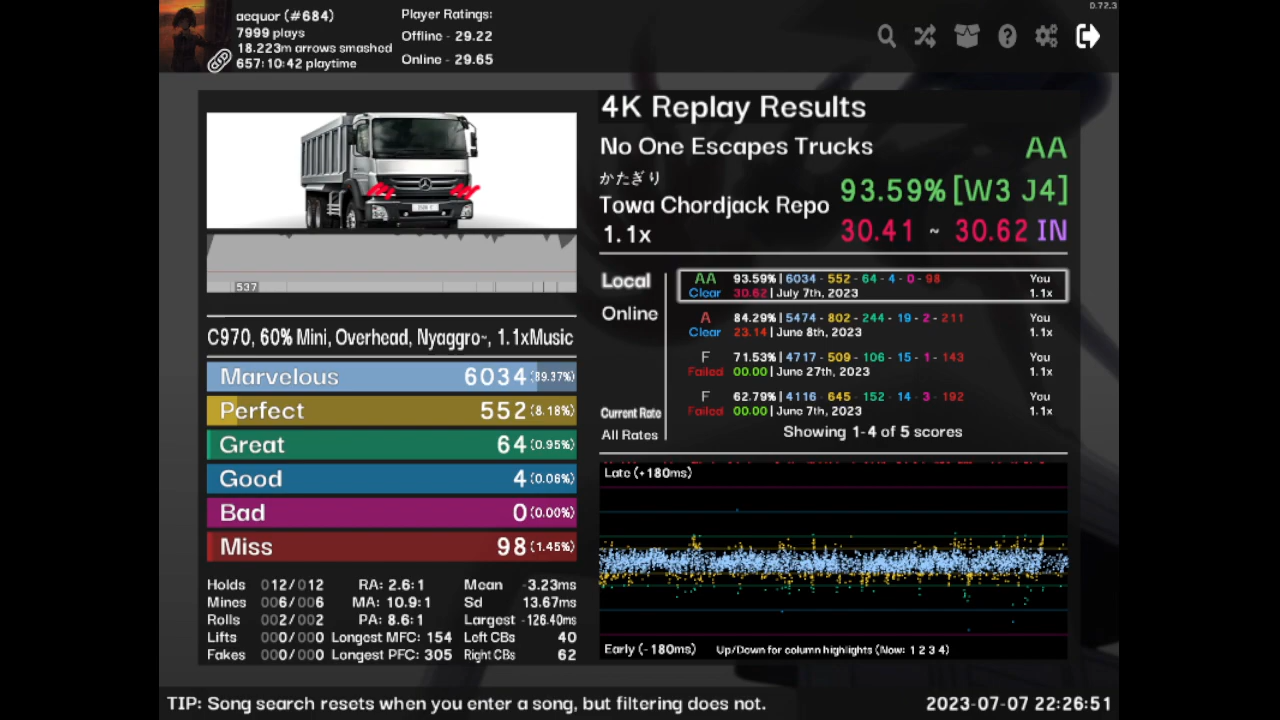 0.72.3
aequor (#684)
7999 plays
18.223m arrows smashed
657:10:42 playtime
Player Ratings:
Offline - 29.22
Online - 29.65
4K Replay Results
No One Escapes Trucks
AA
かたぎり
93.59% [W3 J4]
Towa Chordjack Repo
1.1x
30.41 ~ 30.62 IN
537
C970, 60% Mini, Overhead, Nyaggro~, 1.1xMusic
Marvelous 6034 (89.37%)
Perfect 552 (8.18%)
Great 64 (0.95%)
Good 4 (0.06%)
Bad 0 (0.00%)
Miss 98 (1.45%)
Holds 012/012 RA: 2.6:1 Mean -3.23ms
Mines 006/006 MA: 10.9:1 Sd 13.67ms
Rolls 002/002 PA: 8.6:1 Largest -126.40ms
Lifts 000/000 Longest MFC: 154 Left CBs 40
Fakes 000/000 Longest PFC: 305 Right CBs 62
Local
Online
Current Rate
All Rates
AA 93.59% | 6034 - 552 - 64 - 4 - 0 - 98 You
Clear 30.62 | July 7th, 2023 1.1x
A 84.29% | 5474 - 802 - 244 - 19 - 2 - 211 You
Clear 23.14 | June 8th, 2023 1.1x
F 71.53% | 4717 - 509 - 106 - 15 - 1 - 143 You
Failed 00.00 | June 27th, 2023 1.1x
F 62.79% | 4116 - 645 - 152 - 14 - 3 - 192 You
Failed 00.00 | June 7th, 2023 1.1x
Showing 1-4 of 5 scores
Late (+180ms)
Early (-180ms) Up/Down for column highlights (Now: 1 2 3 4)
TIP: Song search resets when you enter a song, but filtering does not.
2023-07-07 22:26:51